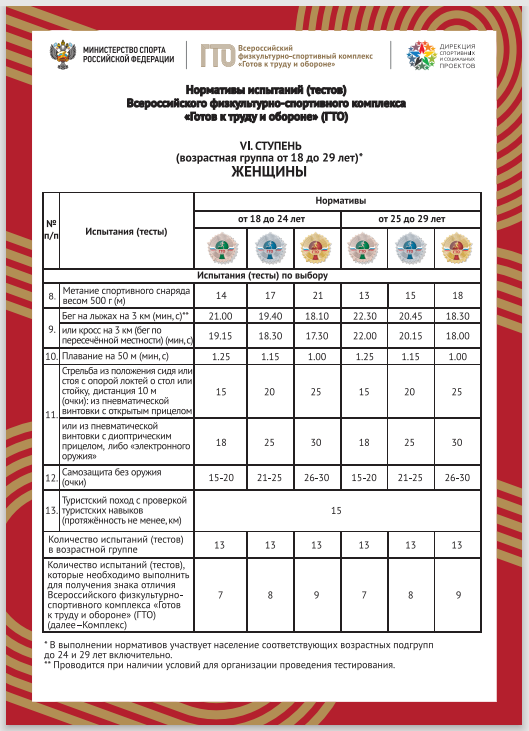 МИНИСТЕРСТВО СПОРТА
РОССИЙСКОЙ ФЕДЕРАЦИИ
ГТО
Всероссийский
физкультурно-спортивный комплекс
«Готов к труду и обороне»
ДИРЕКЦИЯ
СПОРТИВНЫХ
И СОЦИАЛЬНЫХ
ПРОЕКТОВ
Нормативы испытаний (тестов)
Всероссийского физкультурно-спортивного комплекса
«Готов к труду и обороне» (ГТО)
VI. СТУПЕНЬ
(возрастная группа от 18 до 29 лет)*
ЖЕНЩИНЫ
№
п/п
Испытания (тесты)
Нормативы
от 18 до 24 лет от 25 до 29 лет
Испытания (тесты) по выбору
8. Метание спортивного снаряда
весом 500 г (м)
14 17 21 13 15 18
9. Бег на лыжах на 3 км (мин, с)** 21.00 19.40 18.10 22.30 20.45 18.30
или кросс на 3 км (бег по
пересечённой местности) (мин, с)
19.15 18.30 17.30 22.00 20.15 18.00
10. Плавание на 50 м (мин, с) 1.25 1.15 1.00 1.25 1.15 1.00
11. Стрельба из положения сидя или
стоя с опорой локтей о стол или
стойку, дистанция 10 м
(очки): из пневматической
винтовки с открытым прицелом
15 20 25 15 20 25
или из пневматической
винтовки с диоптрическим
прицелом, либо «электронного
оружия»
18 25 30 18 25 30
12. Самозащита без оружия
(очки)
15-20 21-25 26-30 15-20 21-25 26-30
13. Туристский поход с проверкой
туристских навыков
(протяжённость не менее, км)
15
Количество испытаний (тестов)
в возрастной группе
13 13 13 13 13 13
Количество испытаний (тестов),
которые необходимо выполнить
для получения знака отличия
Всероссийского физкультурно-
спортивного комплекса «Готов
к труду и обороне» (ГТО)
(далее–Комплекс)
7 8 9 7 8 9
* В выполнении нормативов участвует население соответствующих возрастных подгрупп
до 24 и 29 лет включительно.
** Проводится при наличии условий для организации проведения тестирования.